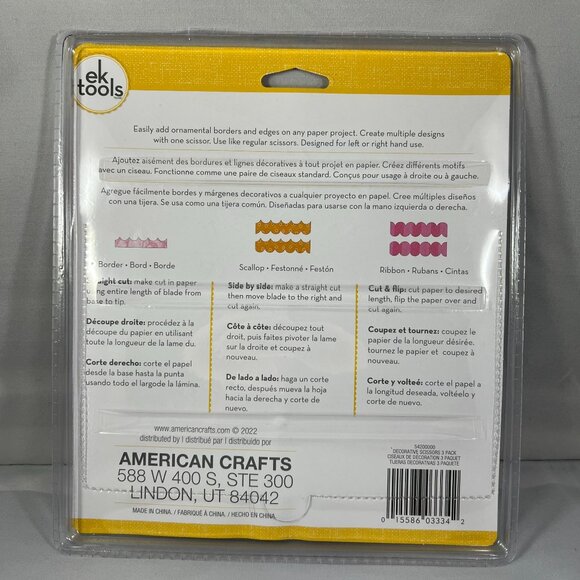 ek
tools
Easily add ornamental borders and edges on any paper project. Create multiple designs
with one scissor. Use like regular scissors. Designed for left or right hand use.
Ajoutez aisément des bordures et lignes décoratives à tout projet en papier. Créez différents motifs
avec un ciseau. Fonctionne comme une paire de ciseaux standard. Conçus pour usage à droite ou à gauche.
Agregue fácilmente bordes y márgenes decorativos a cualquier proyecto en papel. Cree múltiples diseños
con una tijera. Se usa como una tijera común. Diseñadas para usarse con la mano izquierda o derecha.
• Border • Bord • Borde
Straight cut: make cut in paper
using entire length of blade from
base to tip.
Découpe droite: procédez à la
découpe du papier en utilisant
toute la longueur de la lame du.
Corte derecho: corte el papel
desde la base hasta la punta
usando todo el largode la lámina.
Scallop • Festonné • Festón
Side by side: make a straight cut
then move blade to the right and
cut again.
Côte à côte: découpez tout
droit, puis faites pivoter la lame
sur la droite et coupez à
nouveau.
De lado a lado: haga un corte
recto, después mueva la hoja
hacia la derecha y corte de
nuevo.
Ribbon • Rubans • Cintas
Cut & flip: cut paper to desired
length, flip the paper over and
cut again.
Coupez et tournez: coupez le
papier de la longueur désirée.
tournez le papier et coupez à
nouveau.
Corte y volteé: corte el papel a
la longitud deseada, voltéelo y
corte de nuevo.
www.americancrafts.com © 2022
distributed by | distribué par | distribuido por
AMERICAN CRAFTS
588 W 400 S, STE 300
LINDON, UT 84042
MADE IN CHINA. / FABRIQUÉ EN CHINE. / HECHO EN CHINA.
54200000
DECORATIVE SCISSORS 3 PACK
CISEAUX DE DÉCORATION 3 PAQUET
TIJERAS DECORATIVAS 3 PAQUETE
0 15586 03334 2